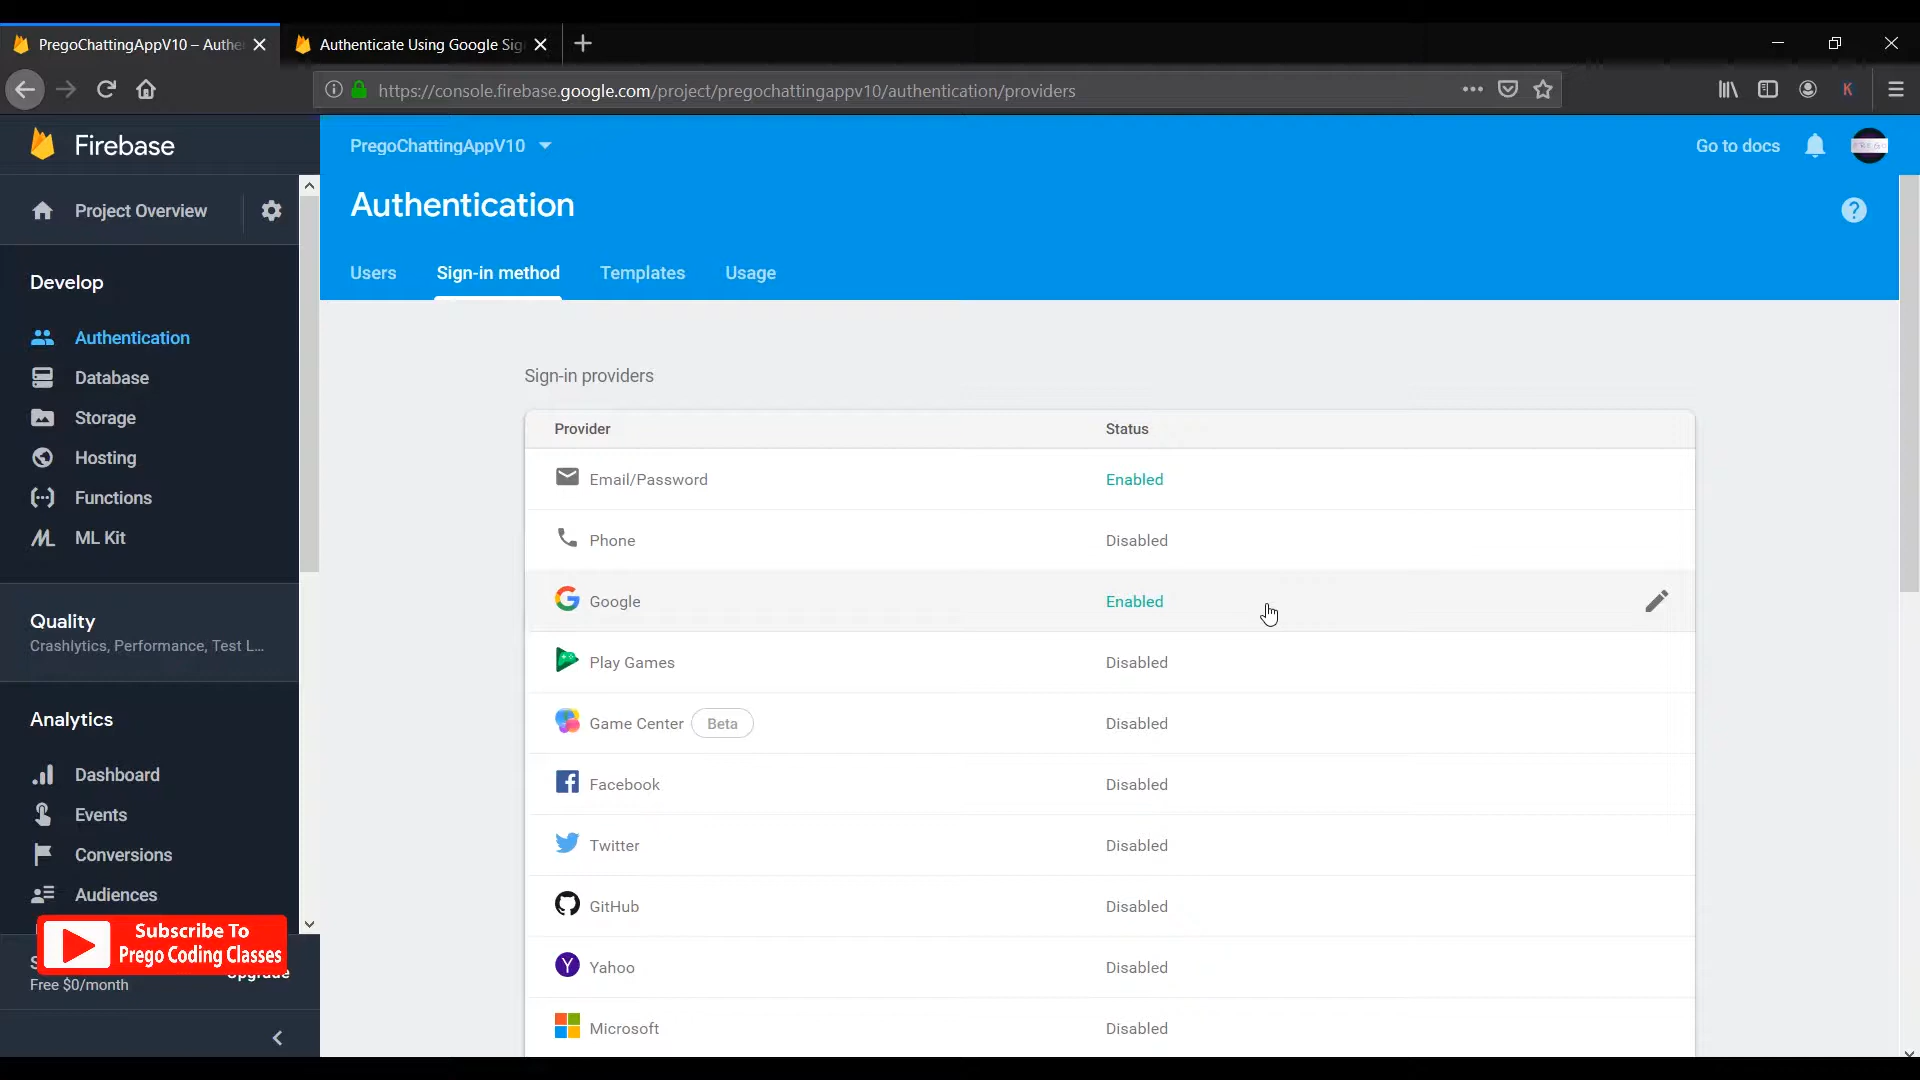 PregoChattingAppV10 – Authe
Authenticate Using Google Sig
https://console.firebase.google.com/project/pregochattingappv10/authentication/providers
K
Firebase
PregoChattingAppV10
Go to docs
Project Overview
Authentication
Users
Sign-in method
Templates
Usage
Develop
Authentication
Database
Storage
Hosting
Functions
ML Kit
Quality
Crashlytics, Performance, Test L...
Analytics
Dashboard
Events
Conversions
Audiences
Subscribe To
Prego Coding Classes
Upgrade
Free $0/month
Sign-in providers
Provider Status
Email/Password Enabled
Phone Disabled
Google Enabled
Play Games Disabled
Game Center Beta Disabled
Facebook Disabled
Twitter Disabled
GitHub Disabled
Yahoo Disabled
Microsoft Disabled